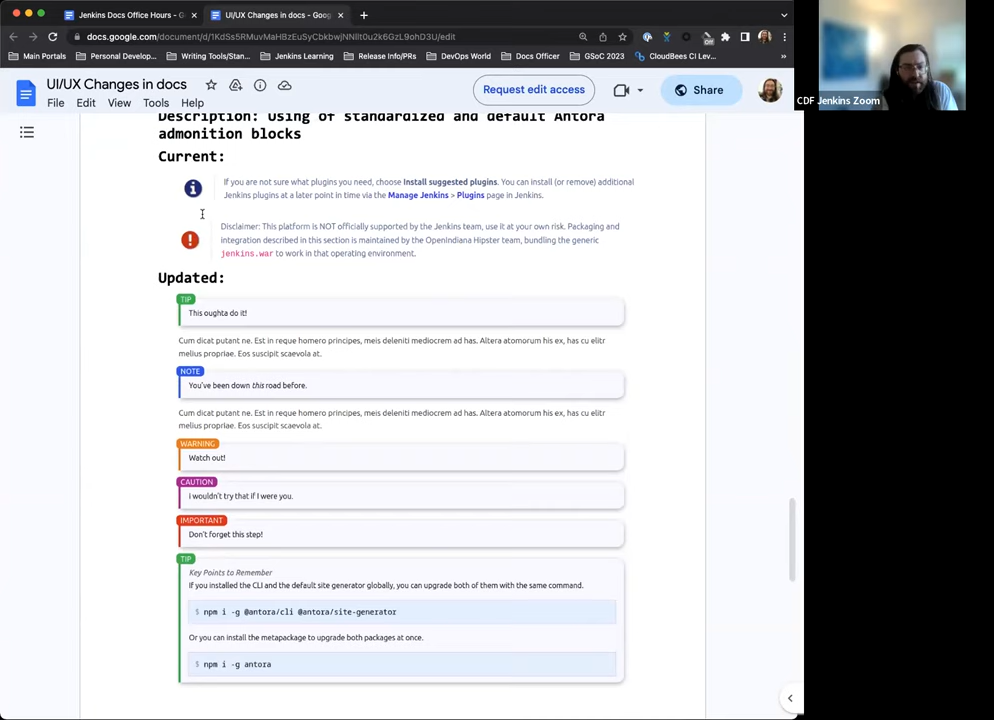 Jenkins Docs Office Hours - G
UI/UX Changes in docs - Goog
docs.google.com/document/d/1KdSs5RMuvMaHBzEuSyCkbkwjNNllt0u2k6GzL9ohD3U/edit
Main Portals
Personal Develop...
Writing Tools/Stan...
Jenkins Learning
Release Info/PRs
DevOps World
Docs Officer
GSoC 2023
CloudBees CI Lev...
UI/UX Changes in docs
File Edit View Tools Help
Request edit access
Share
CDF Jenkins Zoom
Description: Using of standardized and default Antora
admonition blocks
Current:
If you are not sure what plugins you need, choose Install suggested plugins. You can install (or remove) additional
Jenkins plugins at a later point in time via the Manage Jenkins > Plugins page in Jenkins.
Disclaimer: This platform is NOT officially supported by the Jenkins team, use it at your own risk. Packaging and
integration described in this section is maintained by the OpenIndiana Hipster team, bundling the generic
jenkins.war to work in that operating environment.
Updated:
TIP
This oughta do it!
Cum dicat putant ne. Est in reque homero principes, meis deleniti mediocrem ad has. Altera atomorum his ex, has cu elitr
melius propriae. Eos suscipit scaevola at.
NOTE
You've been down this road before.
Cum dicat putant ne. Est in reque homero principes, meis deleniti mediocrem ad has. Altera atomorum his ex, has cu elitr
melius propriae. Eos suscipit scaevola at.
WARNING
Watch out!
CAUTION
I wouldn't try that if I were you.
IMPORTANT
Don't forget this step!
TIP
Key Points to Remember
If you installed the CLI and the default site generator globally, you can upgrade both of them with the same command.
$ npm i -g @antora/cli @antora/site-generator
Or you can install the metapackage to upgrade both packages at once.
$ npm i -g antora